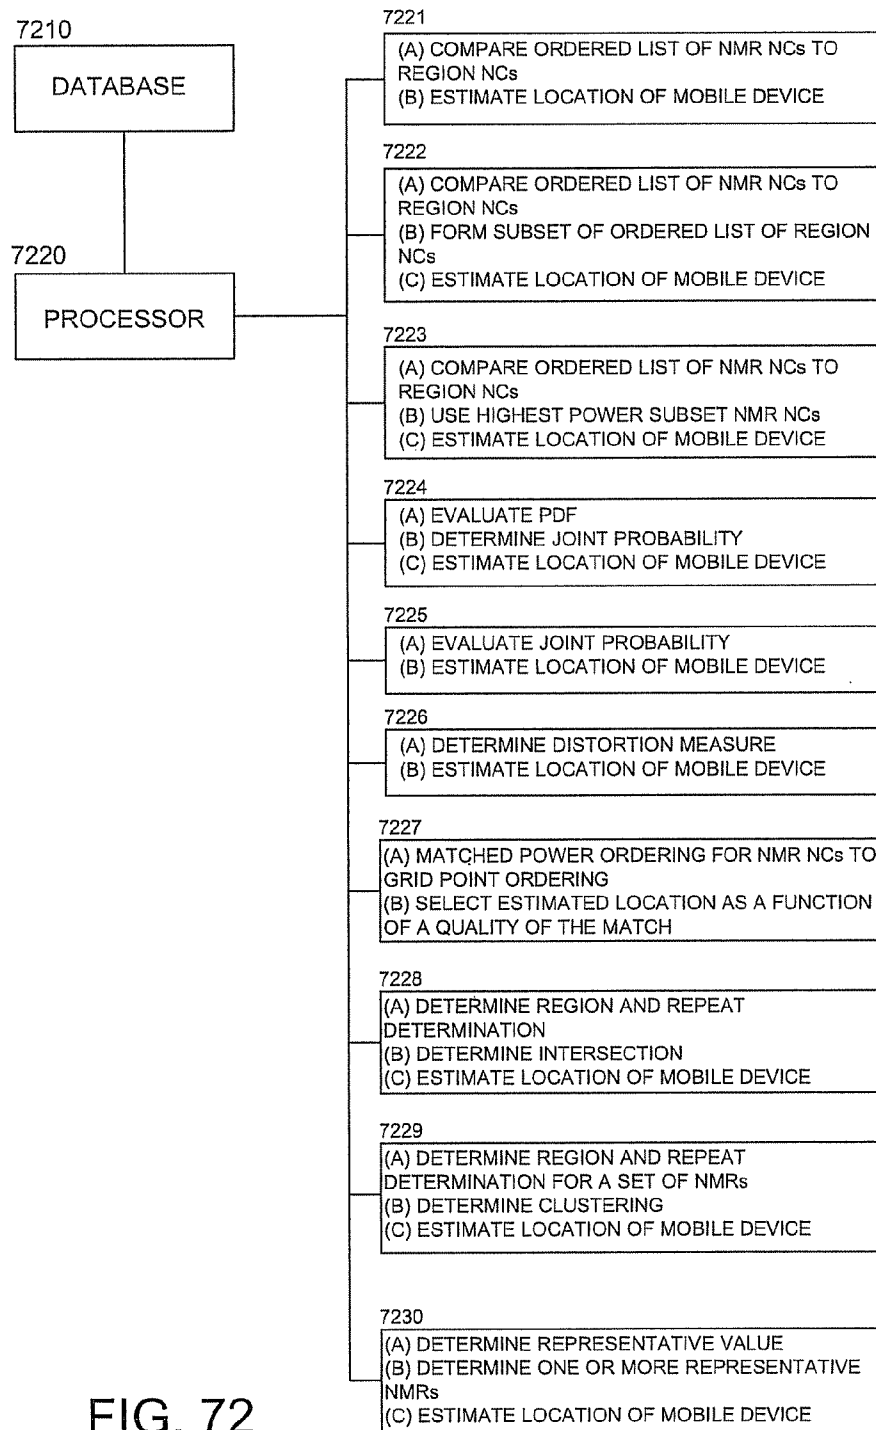 7210
DATABASE
7220
PROCESSOR
7221
(A) COMPARE ORDERED LIST OF NMR NCs TO
REGION NCs
(B) ESTIMATE LOCATION OF MOBILE DEVICE
7222
(A) COMPARE ORDERED LIST OF NMR NCs TO
REGION NCs
(B) FORM SUBSET OF ORDERED LIST OF REGION
NCs
(C) ESTIMATE LOCATION OF MOBILE DEVICE
7223
(A) COMPARE ORDERED LIST OF NMR NCs TO
REGION NCs
(B) USE HIGHEST POWER SUBSET NMR NCs
(C) ESTIMATE LOCATION OF MOBILE DEVICE
7224
(A) EVALUATE PDF
(B) DETERMINE JOINT PROBABILITY
(C) ESTIMATE LOCATION OF MOBILE DEVICE
7225
(A) EVALUATE JOINT PROBABILITY
(B) ESTIMATE LOCATION OF MOBILE DEVICE
7226
(A) DETERMINE DISTORTION MEASURE
(B) ESTIMATE LOCATION OF MOBILE DEVICE
7227
(A) MATCHED POWER ORDERING FOR NMR NCs TO
GRID POINT ORDERING
(B) SELECT ESTIMATED LOCATION AS A FUNCTION
OF A QUALITY OF THE MATCH
7228
(A) DETERMINE REGION AND REPEAT
DETERMINATION
(B) DETERMINE INTERSECTION
(C) ESTIMATE LOCATION OF MOBILE DEVICE
7229
(A) DETERMINE REGION AND REPEAT
DETERMINATION FOR A SET OF NMRs
(B) DETERMINE CLUSTERING
(C) ESTIMATE LOCATION OF MOBILE DEVICE
7230
(A) DETERMINE REPRESENTATIVE VALUE
(B) DETERMINE ONE OR MORE REPRESENTATIVE
NMRs
(C) ESTIMATE LOCATION OF MOBILE DEVICE
FIG. 72